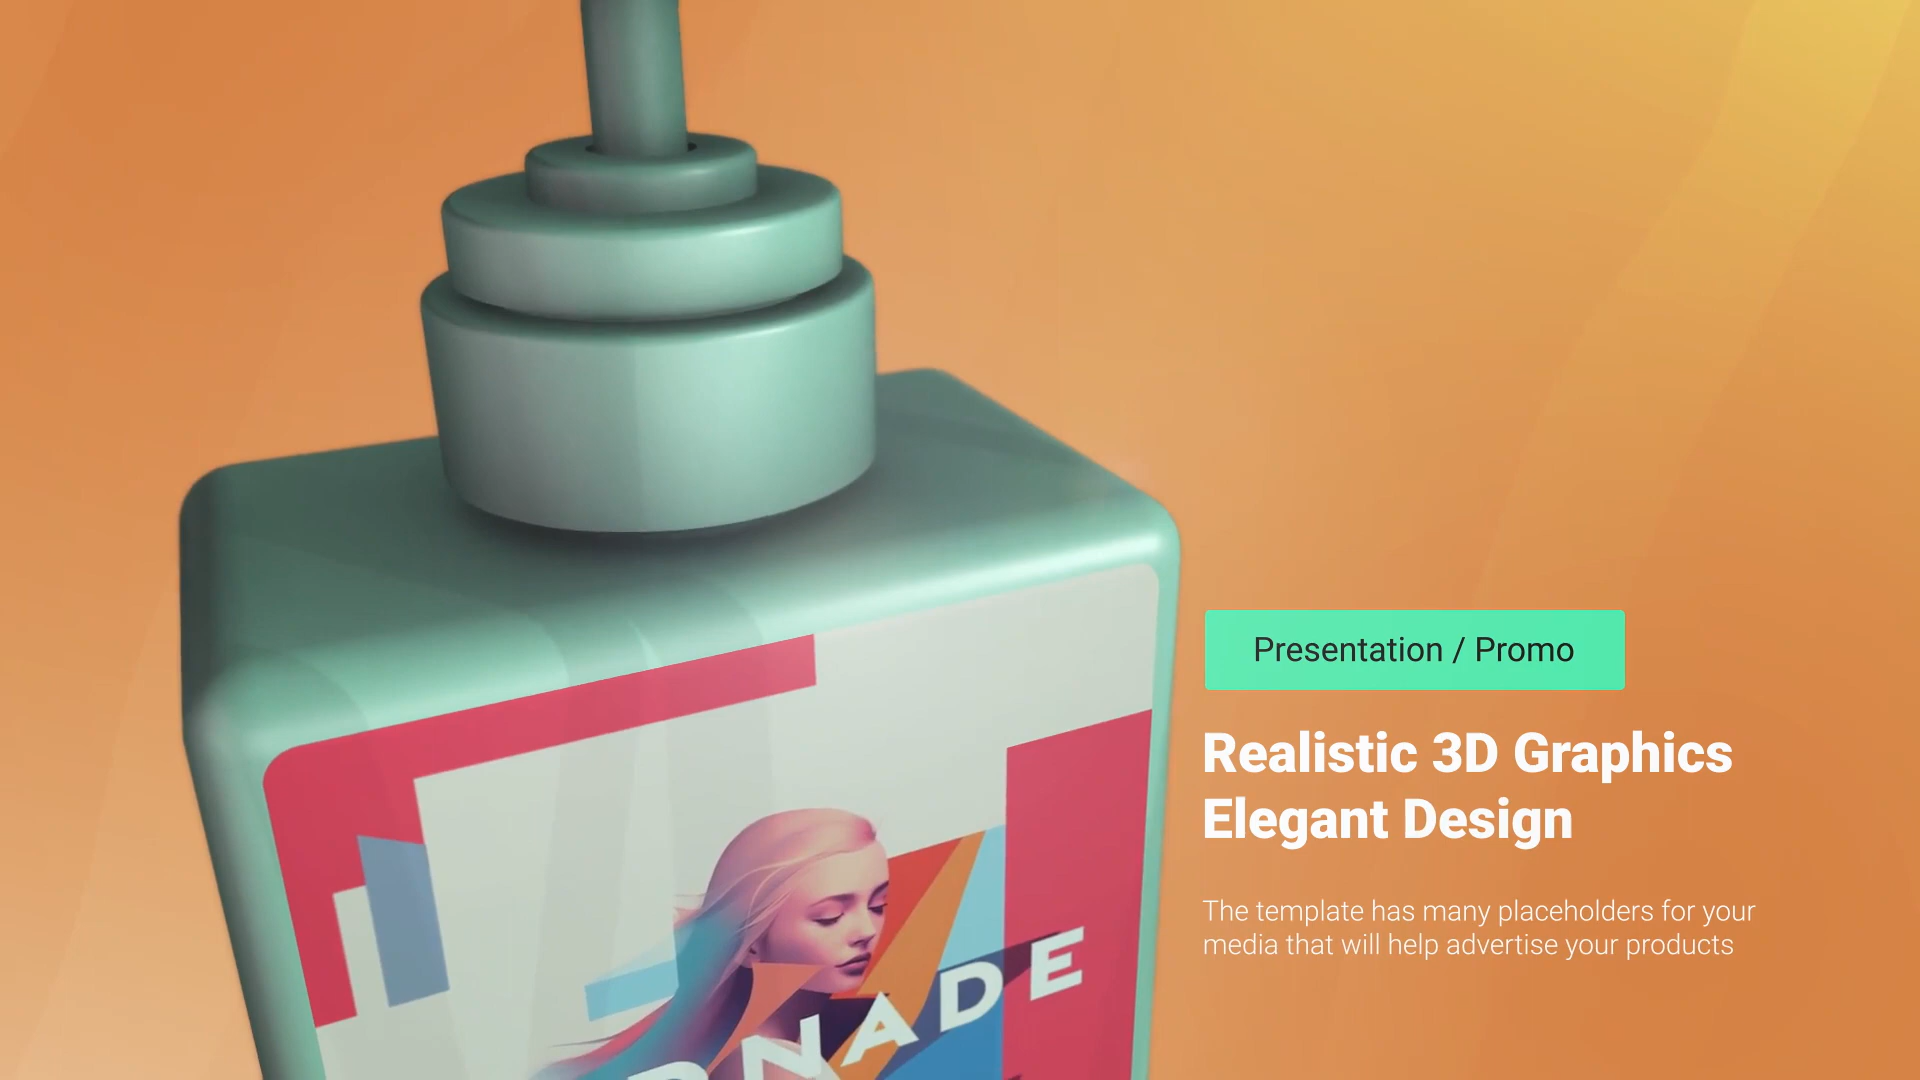 Presentation / Promo
Realistic 3D Graphics
Elegant Design
The template has many placeholders for your
media that will help advertise your products